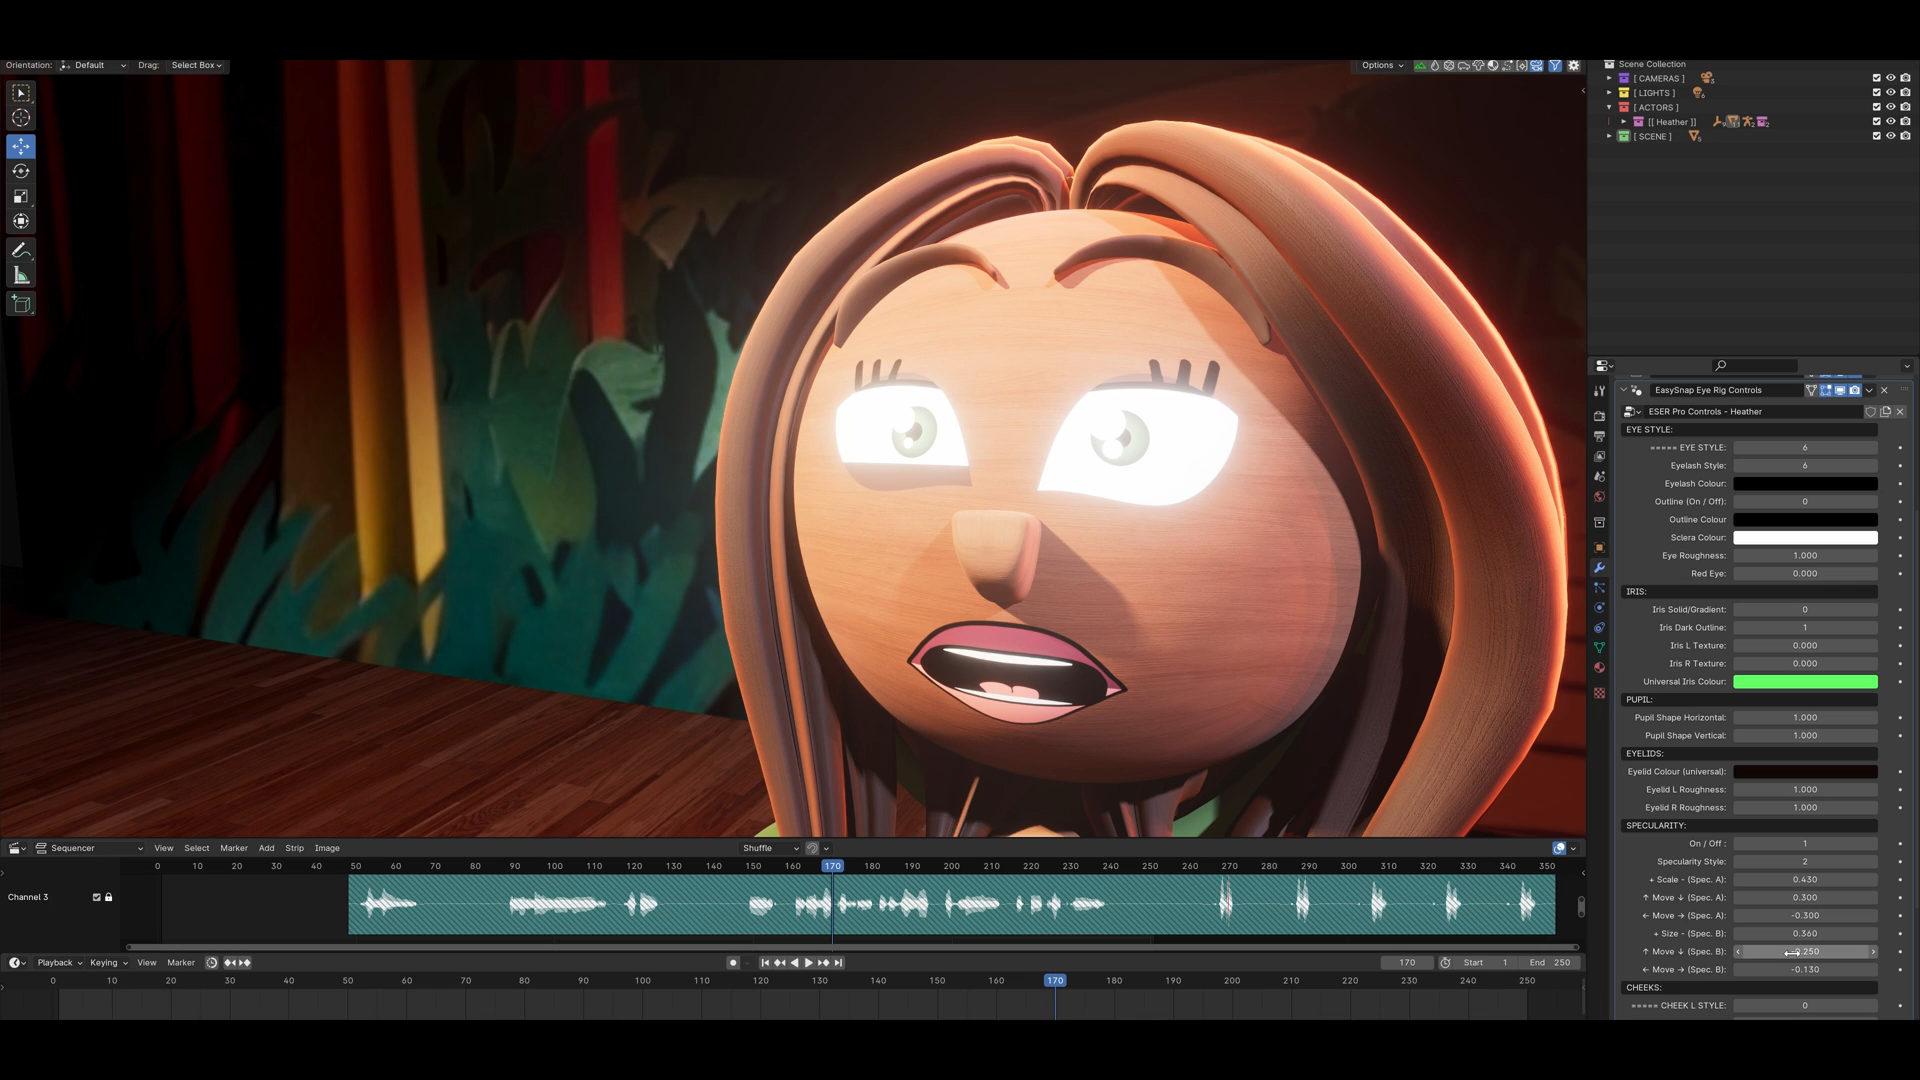 Orientation: Default Drag: Select Box Options
Scene Collection
[ CAMERAS ] 3
[ LIGHTS ] 6
[ ACTORS ]
[[ Heather ]] 2
[ SCENE ] 5
EasySnap Eye Rig Controls
ESER Pro Controls - Heather
EYE STYLE:
===== EYE STYLE: 6
Eyelash Style: 6
Eyelash Colour:
Outline (On / Off): 0
Outline Colour
Sclera Colour:
Eye Roughness: 1.000
Red Eye: 0.000
IRIS:
Iris Solid/Gradient: 0
Iris Dark Outline: 1
Iris L Texture: 0.000
Iris R Texture: 0.000
Universal Iris Colour:
PUPIL:
Pupil Shape Horizontal: 1.000
Pupil Shape Vertical: 1.000
EYELIDS:
Eyelid Colour (universal):
Eyelid L Roughness: 1.000
Eyelid R Roughness: 1.000
SPECULARITY:
On / Off : 1
Specularity Style: 2
+ Scale - (Spec. A): 0.430
↑ Move ↓ (Spec. A): 0.300
← Move → (Spec. A): -0.300
+ Size - (Spec. B): 0.360
↑ Move ↓ (Spec. B):
← Move → (Spec. B): -0.130
CHEEKS:
===== CHEEK L STYLE: 0
Sequencer View Select Marker Add Strip Image Shuffle
0 10 20 30 40 50 60 70 80 90 100 110 120 130 140 150 160 170 180 190 200 210 220 230 240 250 260 270 280 290 300 310 320 330 340 350
Channel 3
Playback Keying View Marker 170 Start 1 End 250
0 10 20 30 40 50 60 70 80 90 100 110 120 130 140 150 160 170 180 190 200 210 220 230 240 250